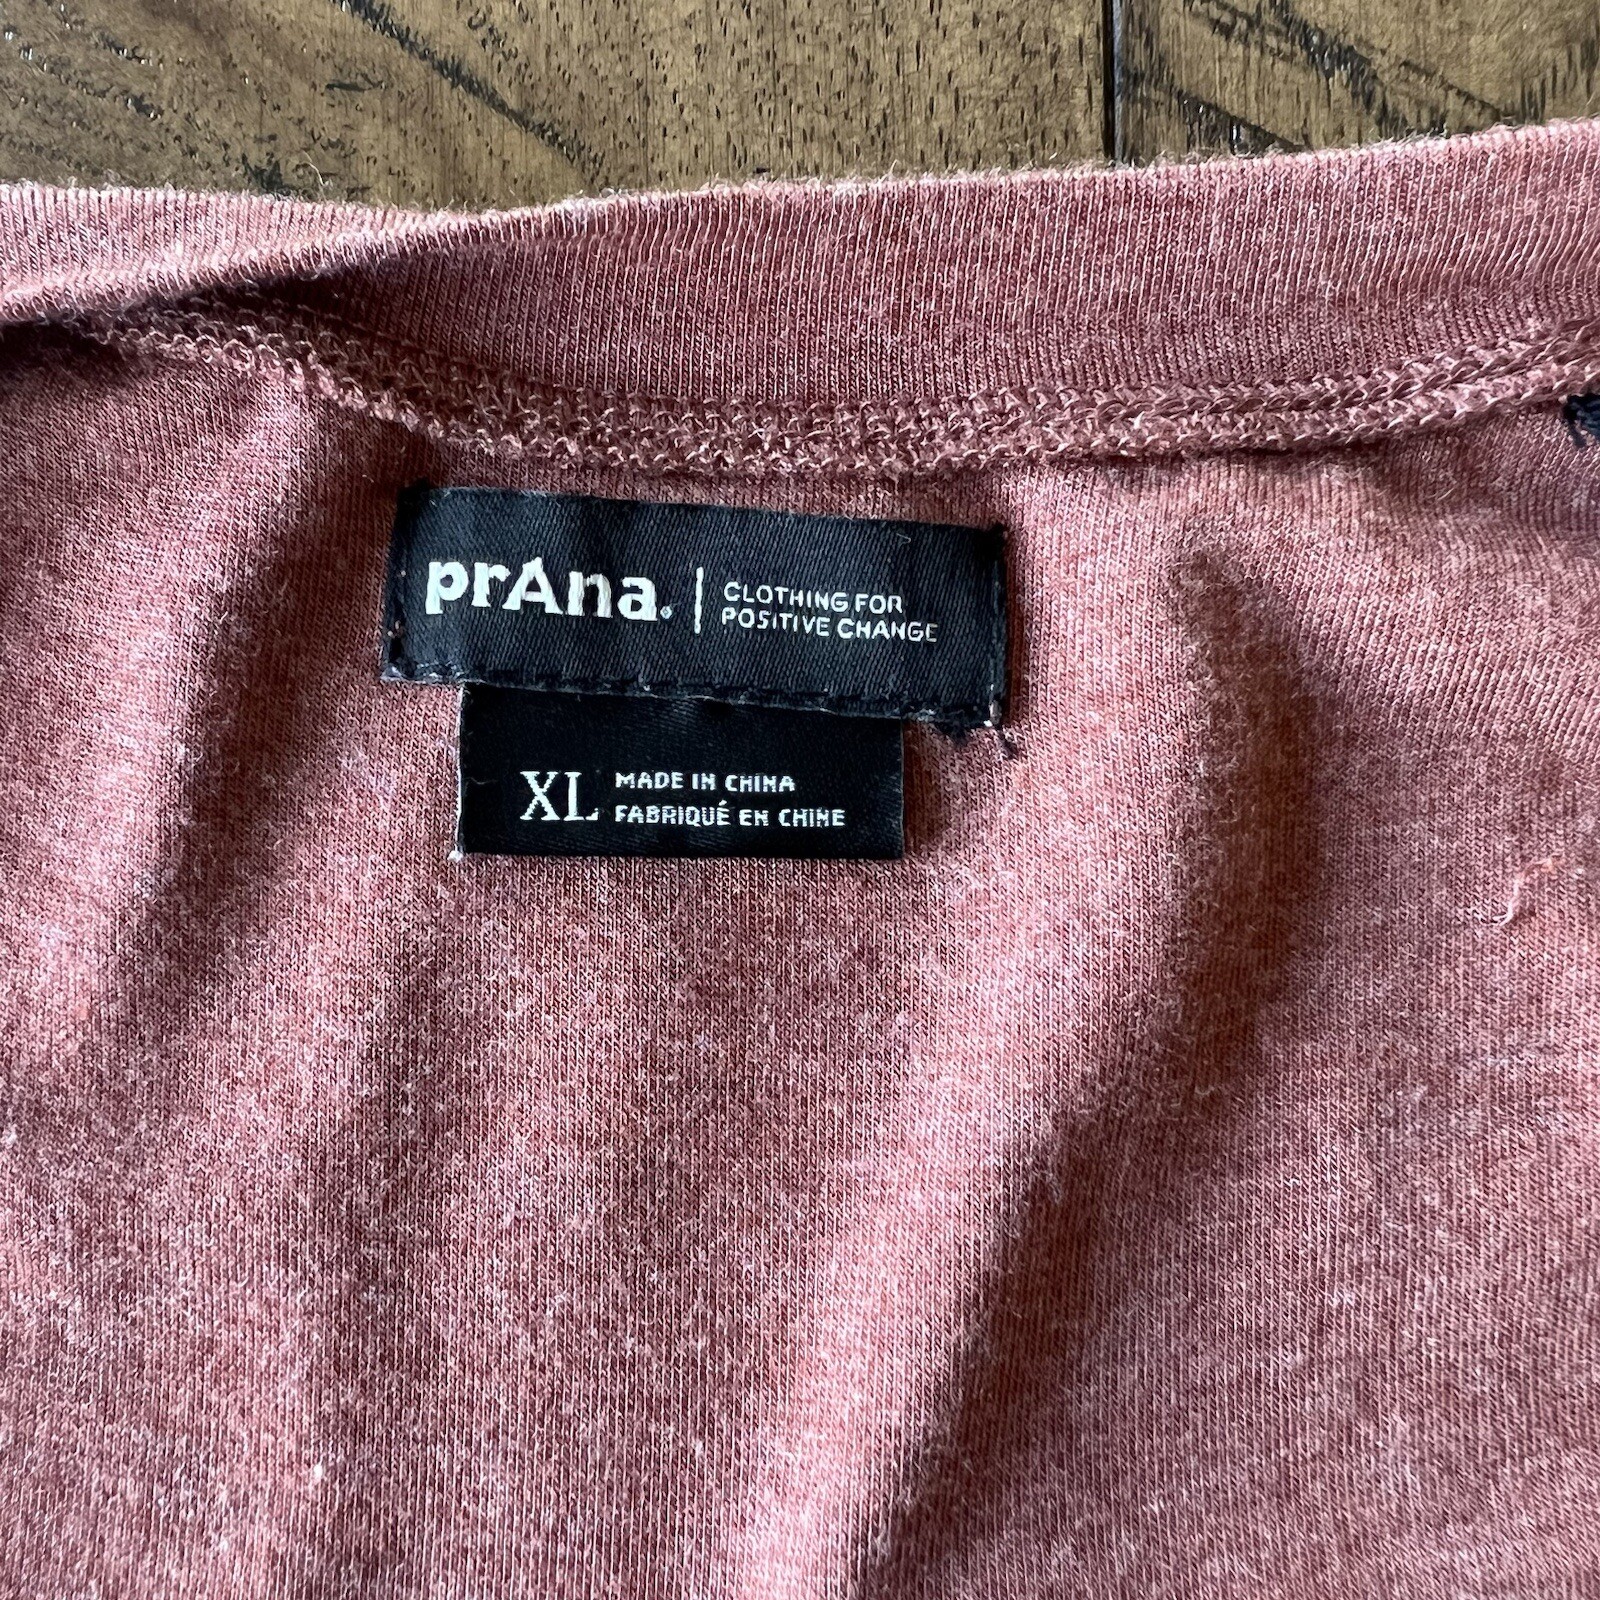 prAna. CLOTHING FOR
POSITIVE CHANGE
XL MADE IN CHINA
FABRIQUÉ EN CHINE